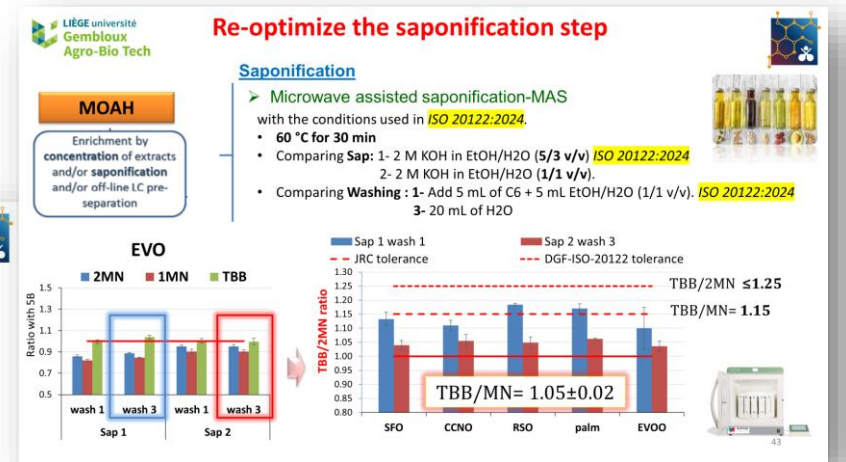 LIÈGE université
Gembloux
Agro-Bio Tech
Re-optimize the saponification step
MOAH
Enrichment by
concentration of extracts
and/or saponification
and/or off-line LC pre-
separation
Saponification
➢ Microwave assisted saponification-MAS
with the conditions used in ISO 20122:2024.
• 60 °C for 30 min
• Comparing Sap: 1- 2 M KOH in EtOH/H2O (5/3 v/v) ISO 20122:2024
2- 2 M KOH in EtOH/H2O (1/1 v/v).
• Comparing Washing : 1- Add 5 mL of C6 + 5 mL EtOH/H2O (1/1 v/v). ISO 20122:2024
3- 20 mL of H2O
EVO
2MN 1MN TBB
Ratio with 5B
1.5
1.3
1.1
0.9
0.7
0.5
wash 1 wash 3 wash 1 wash 3
Sap 1 Sap 2
Sap 1 wash 1 Sap 2 wash 3
JRC tolerance DGF-ISO-20122 tolerance
TBB/2MN ratio
1.30
1.25
1.20
1.15
1.10
1.05
1.00
0.95
0.90
0.85
0.80
TBB/2MN ≤1.25
TBB/MN= 1.15
TBB/MN= 1.05±0.02
SFO CCNO RSO palm EVOO
43